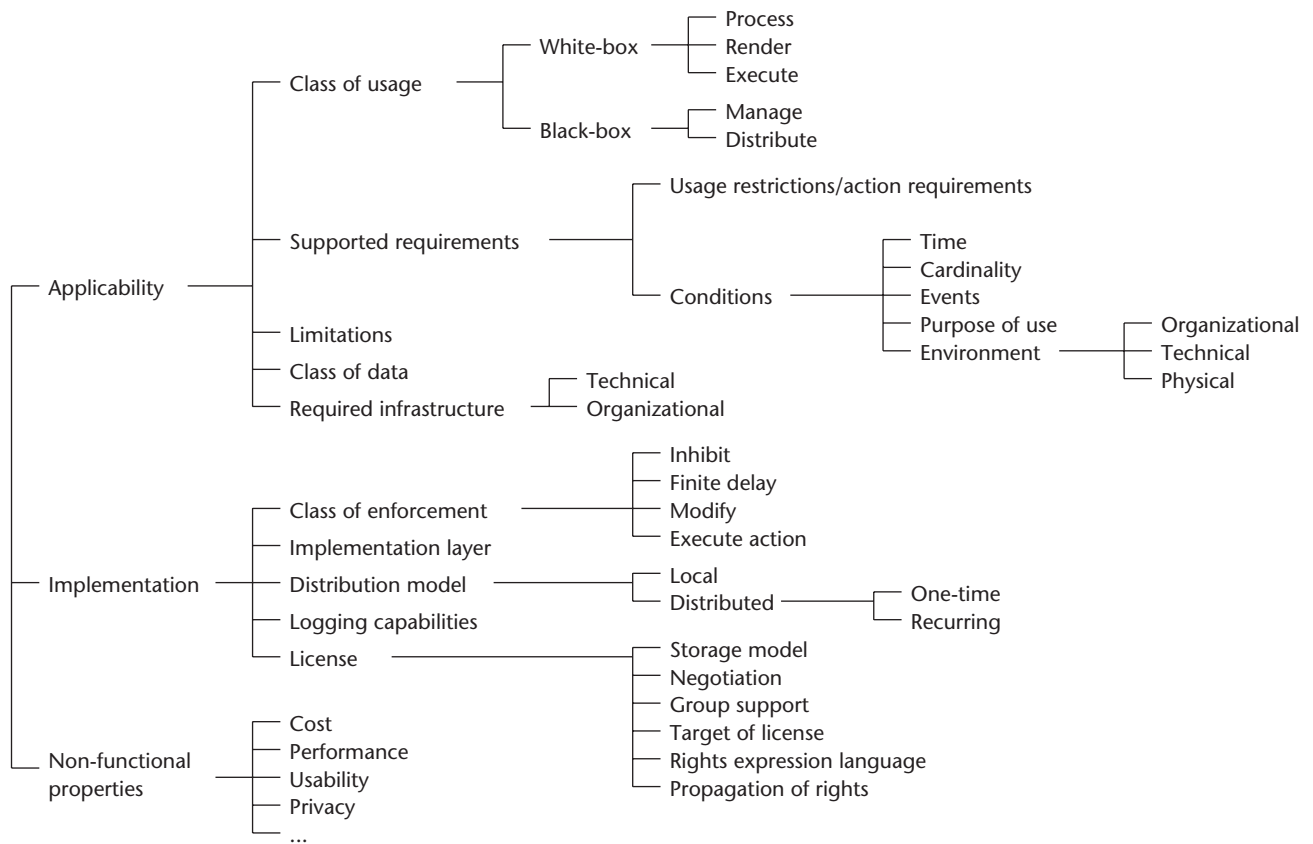 Process
White-box
Render
Execute
Class of usage
Manage
Black-box
Distribute
Usage restrictions/action requirements
Supported requirements
Time
Cardinality
Applicability
Conditions
Events
Purpose of use
Organizational
Limitations
Environment
Technical
Class of data
Physical
Technical
Required infrastructure
Organizational
Inhibit
Finite delay
Class of enforcement
Modify
Execute action
Implementation layer
Implementation
Distribution model
Local
One-time
Distributed
Recurring
Logging capabilities
License
Storage model
Negotiation
Group support
Target of license
Rights expression language
Propagation of rights
Non-functional
properties
Cost
Performance
Usability
Privacy
...